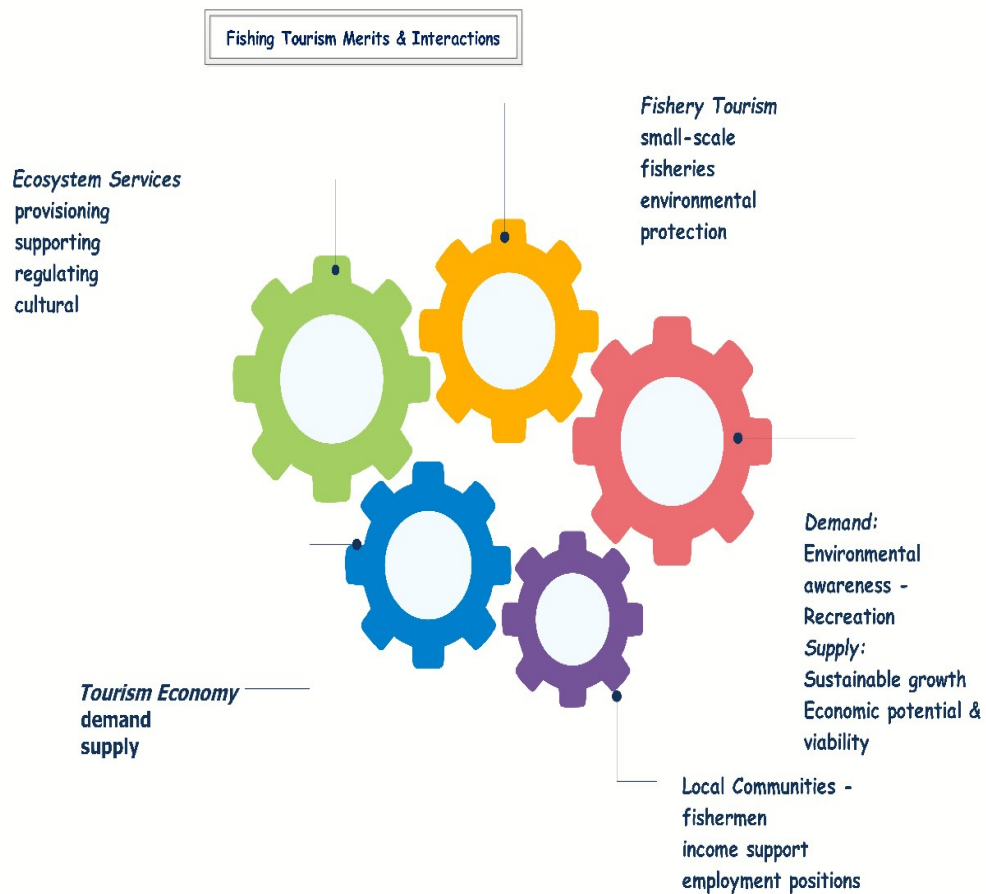 Fishing Tourism Merits & Interactions
Fishery Tourism
small-scale
fisheries
environmental
protection
Ecosystem Services
provisioning
supporting
regulating
cultural
Demand:
Environmental
awareness -
Recreation
Supply:
Sustainable growth
Economic potential &
viability
Tourism Economy
demand
supply
Local Communities -
fishermen
income support
employment positions